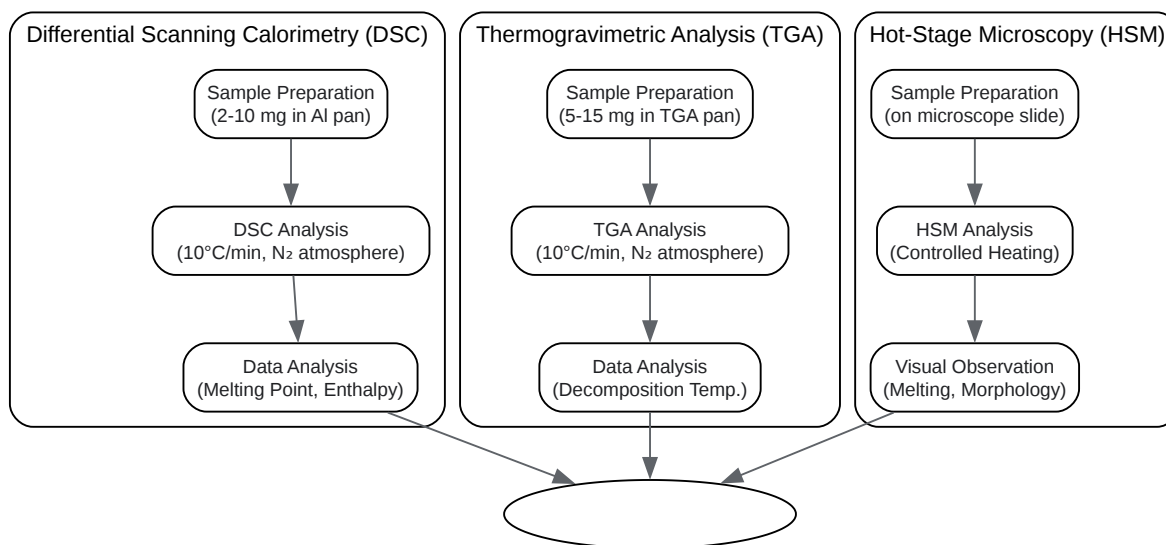 Differential Scanning Calorimetry (DSC)
Sample Preparation
(2-10 mg in Al pan)
DSC Analysis
(10°C/min, N₂ atmosphere)
Data Analysis
(Melting Point, Enthalpy)
Thermogravimetric Analysis (TGA)
Sample Preparation
(5-15 mg in TGA pan)
TGA Analysis
(10°C/min, N₂ atmosphere)
Data Analysis
(Decomposition Temp.)
Hot-Stage Microscopy (HSM)
Sample Preparation
(on microscope slide)
HSM Analysis
(Controlled Heating)
Visual Observation
(Melting, Morphology)